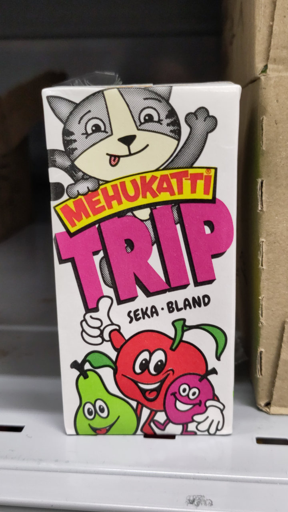 MEHUKATTI
TRIP
SEKA · BLAND